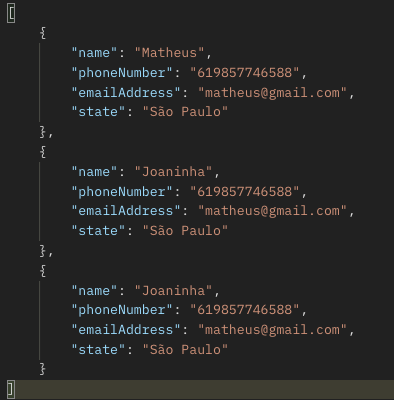 [
{
"name": "Matheus",
"phoneNumber": "619857746588",
"emailAddress": "matheus@gmail.com",
"state": "São Paulo"
},
{
"name": "Joaninha",
"phoneNumber": "619857746588",
"emailAddress": "matheus@gmail.com",
"state": "São Paulo"
},
{
"name": "Joaninha",
"phoneNumber": "619857746588",
"emailAddress": "matheus@gmail.com",
"state": "São Paulo"
}
]